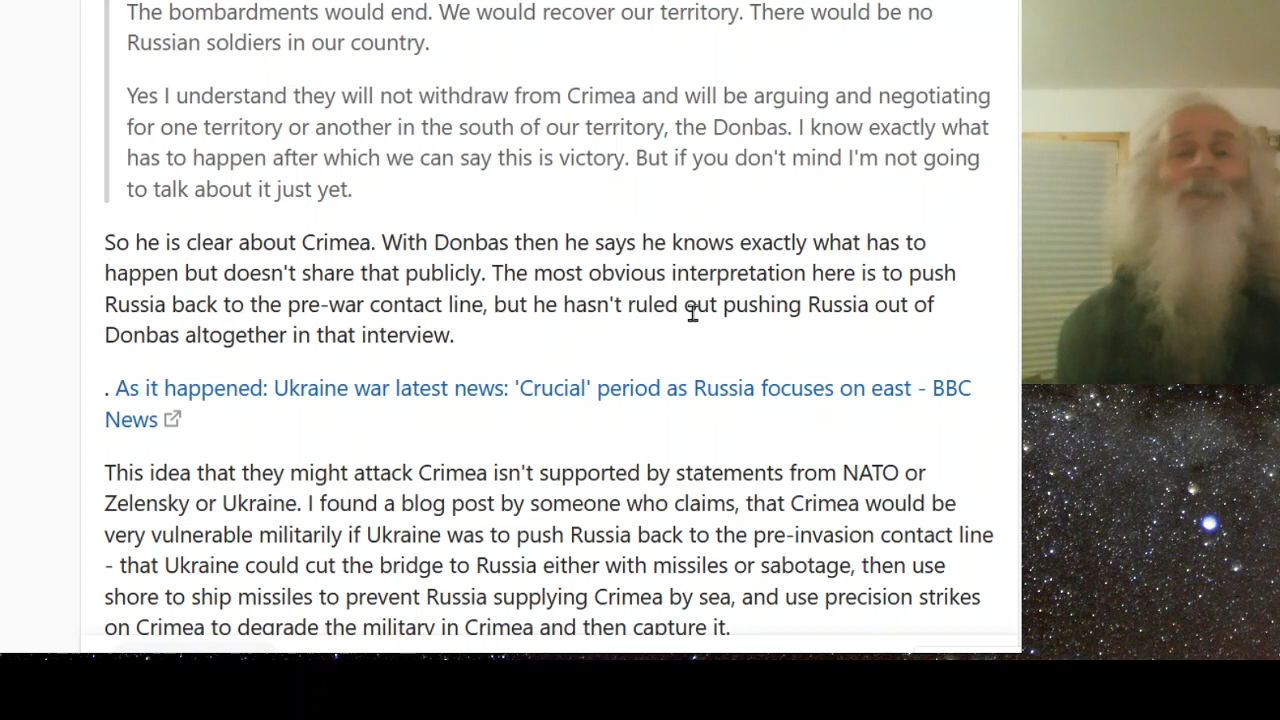 The bombardments would end. We would recover our territory. There would be no
Russian soldiers in our country.
Yes I understand they will not withdraw from Crimea and will be arguing and negotiating
for one territory or another in the south of our territory, the Donbas. I know exactly what
has to happen after which we can say this is victory. But if you don't mind I'm not going
to talk about it just yet.
So he is clear about Crimea. With Donbas then he says he knows exactly what has to
happen but doesn't share that publicly. The most obvious interpretation here is to push
Russia back to the pre-war contact line, but he hasn't ruled out pushing Russia out of
Donbas altogether in that interview.
. As it happened: Ukraine war latest news: 'Crucial' period as Russia focuses on east - BBC
News
This idea that they might attack Crimea isn't supported by statements from NATO or
Zelensky or Ukraine. I found a blog post by someone who claims, that Crimea would be
very vulnerable militarily if Ukraine was to push Russia back to the pre-invasion contact line
- that Ukraine could cut the bridge to Russia either with missiles or sabotage, then use
shore to ship missiles to prevent Russia supplying Crimea by sea, and use precision strikes
on Crimea to degrade the military in Crimea and then capture it.